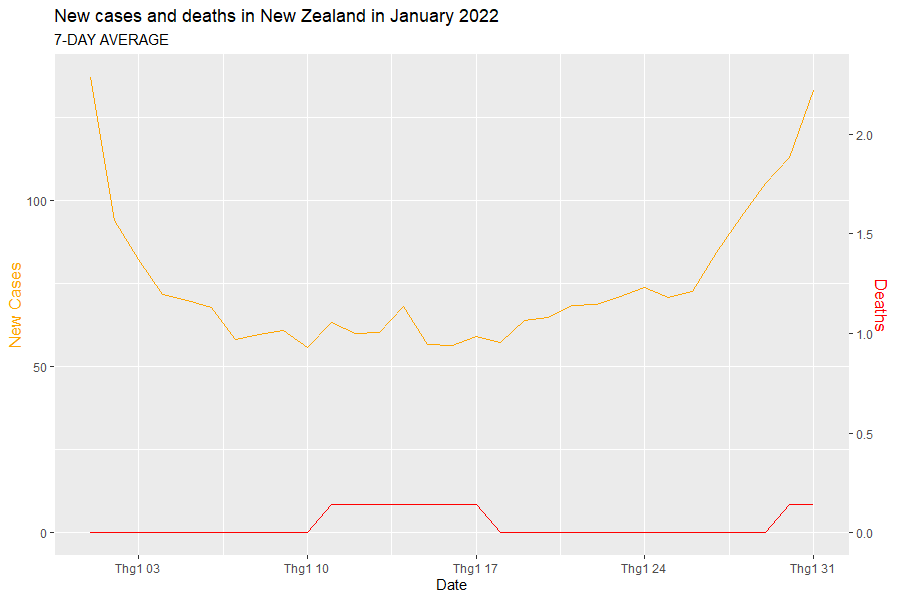 New cases and deaths in New Zealand in January 2022
7-DAY AVERAGE
New Cases
100
50
0
2.0
1.5
1.0
0.5
0.0
Deaths
Thg1 03
Thg1 10
Thg1 17
Thg1 24
Thg1 31
Date